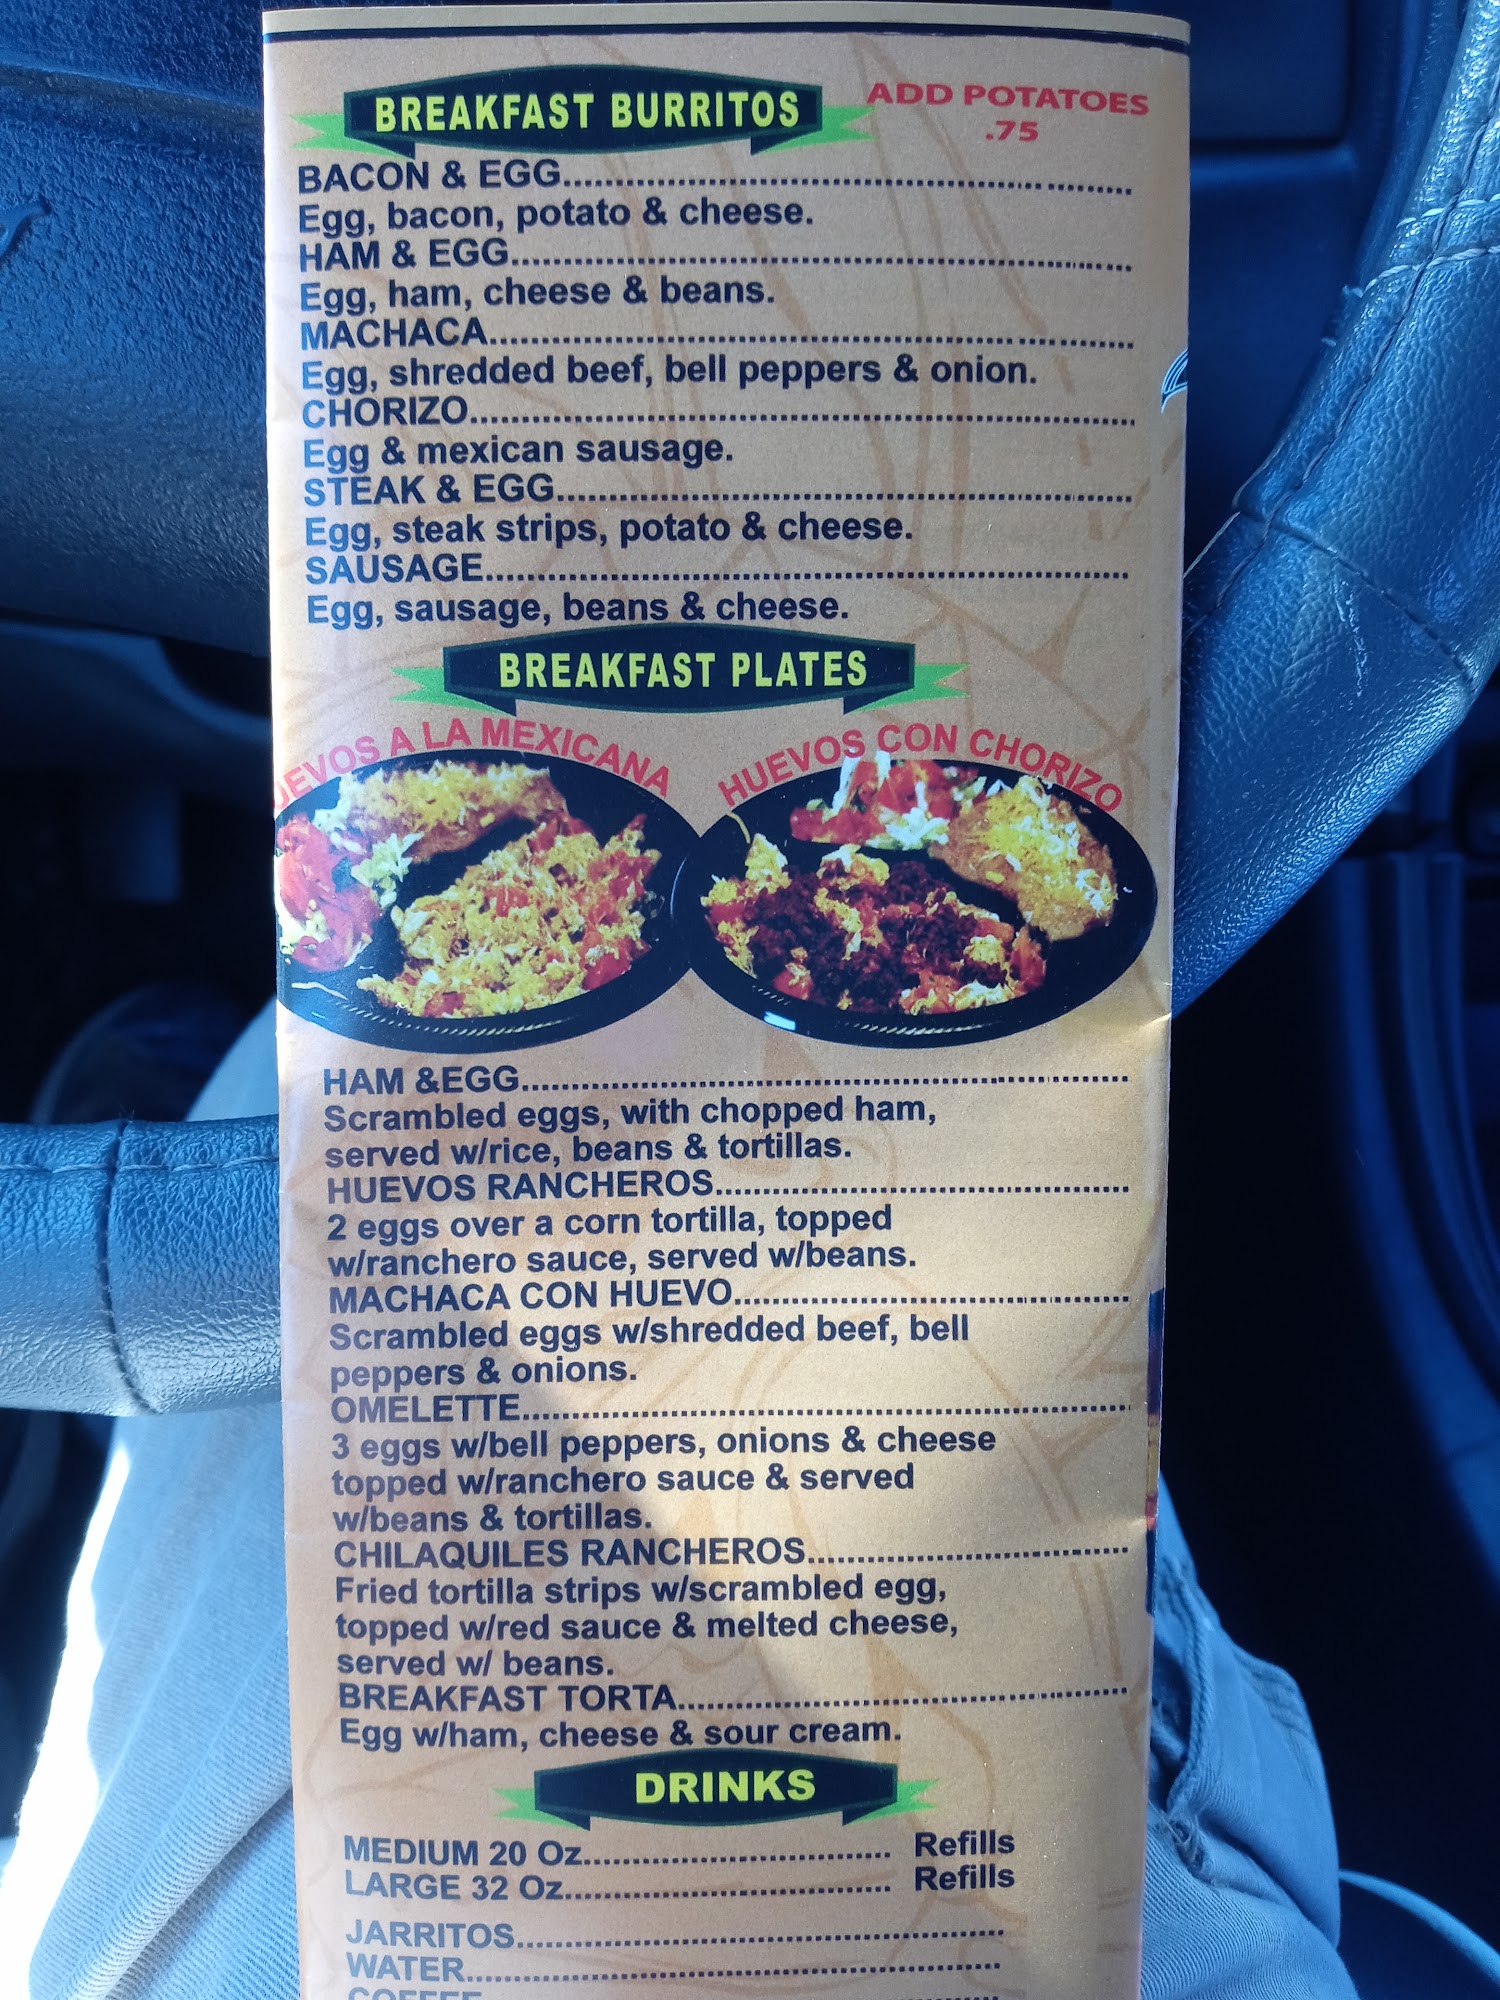 BREAKFAST BURRITOS
ADD POTATOES
.75
BACON & EGG
Egg, bacon, potato & cheese.
HAM & EGG
Egg, ham, cheese & beans.
MACHACA
Egg, shredded beef, bell peppers & onion.
CHORIZO
Egg & mexican sausage.
STEAK & EGG
Egg, steak strips, potato & cheese.
SAUSAGE
Egg, sausage, beans & cheese.
BREAKFAST PLATES
UEVOS A LA MEXICANA
HUEVOS CON CHORIZO
HAM &EGG
Scrambled eggs, with chopped ham,
served w/rice, beans & tortillas.
HUEVOS RANCHEROS
2 eggs over a corn tortilla, topped
w/ranchero sauce, served w/beans.
MACHACA CON HUEVO
Scrambled eggs w/shredded beef, bell
peppers & onions.
OMELETTE
3 eggs w/bell peppers, onions & cheese
topped w/ranchero sauce & served
w/beans & tortillas.
CHILAQUILES RANCHEROS
Fried tortilla strips w/scrambled egg,
topped w/red sauce & melted cheese,
served w/ beans.
BREAKFAST TORTA
Egg w/ham, cheese & sour cream.
DRINKS
MEDIUM 20 Oz. Refills
LARGE 32 Oz. Refills
JARRITOS
WATER
COFFEE